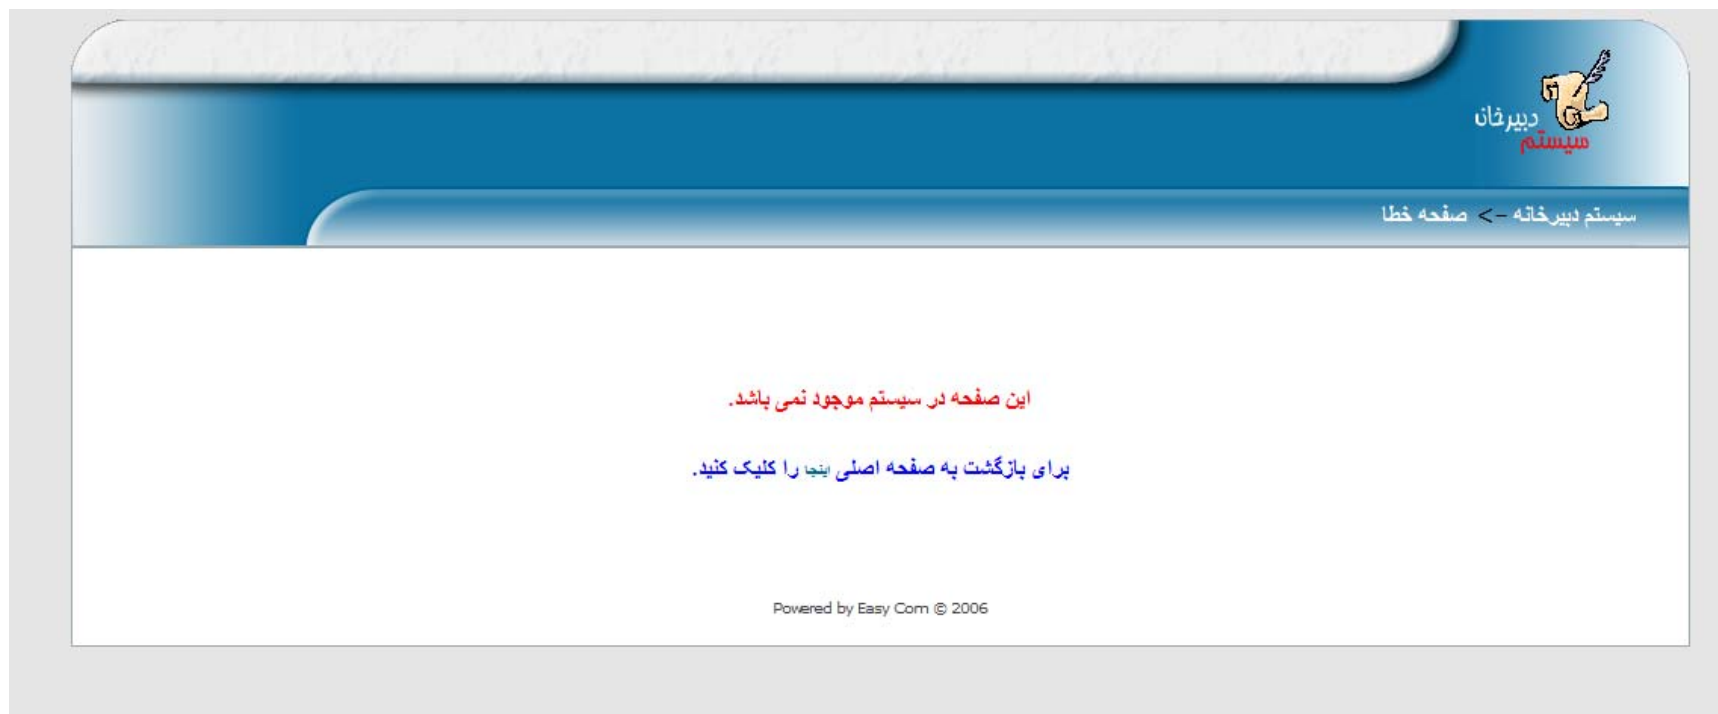 دبیرخانه
سیستم
سیستم دبیرخانه -> صفحه خطا
این صفحه در سیستم موجود نمی باشد.
برای بازگشت به صفحه اصلی اینجا را کلیک کنید.
Powered by Easy Com © 2006